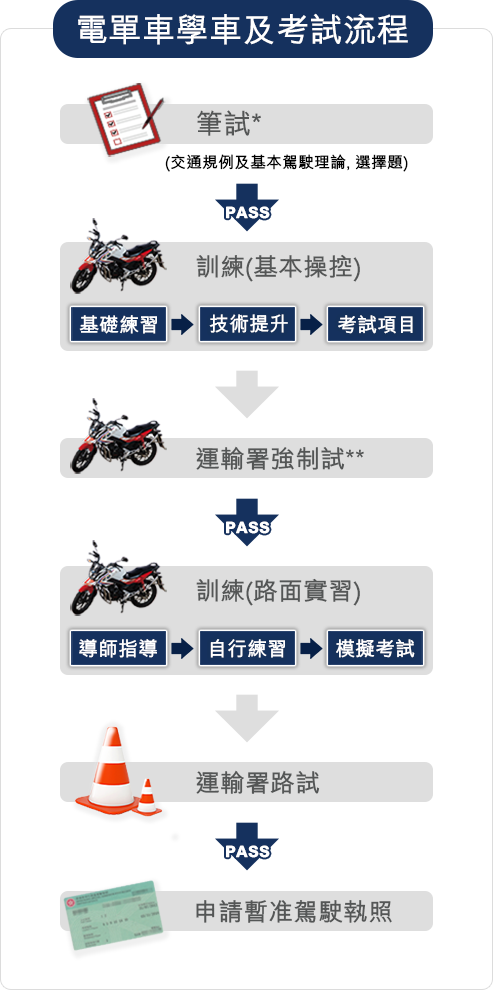 電單車學車及考試流程
筆試*
(交通規例及基本駕駛理論, 選擇題)
PASS
訓練(基本操控)
基礎練習 技術提升 考試項目
運輸署強制試**
PASS
訓練(路面實習)
導師指導 自行練習 模擬考試
運輸署路試
PASS
申請暫准駕駛執照